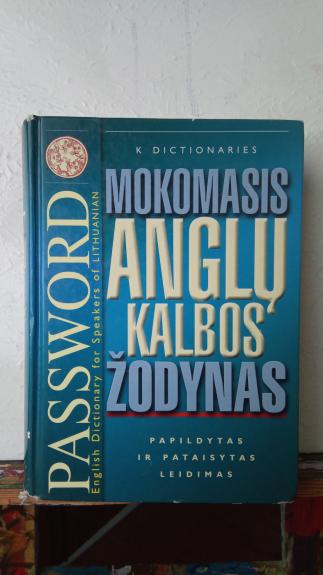 K DICTIONARIES
MOKOMASIS
ANGLŲ
KALBOS
ŽODYNAS
PAPILDYTAS
IR PATAISYTAS
LEIDIMAS
PASSWORD
English Dictionary for Speakers of LITHUANIAN